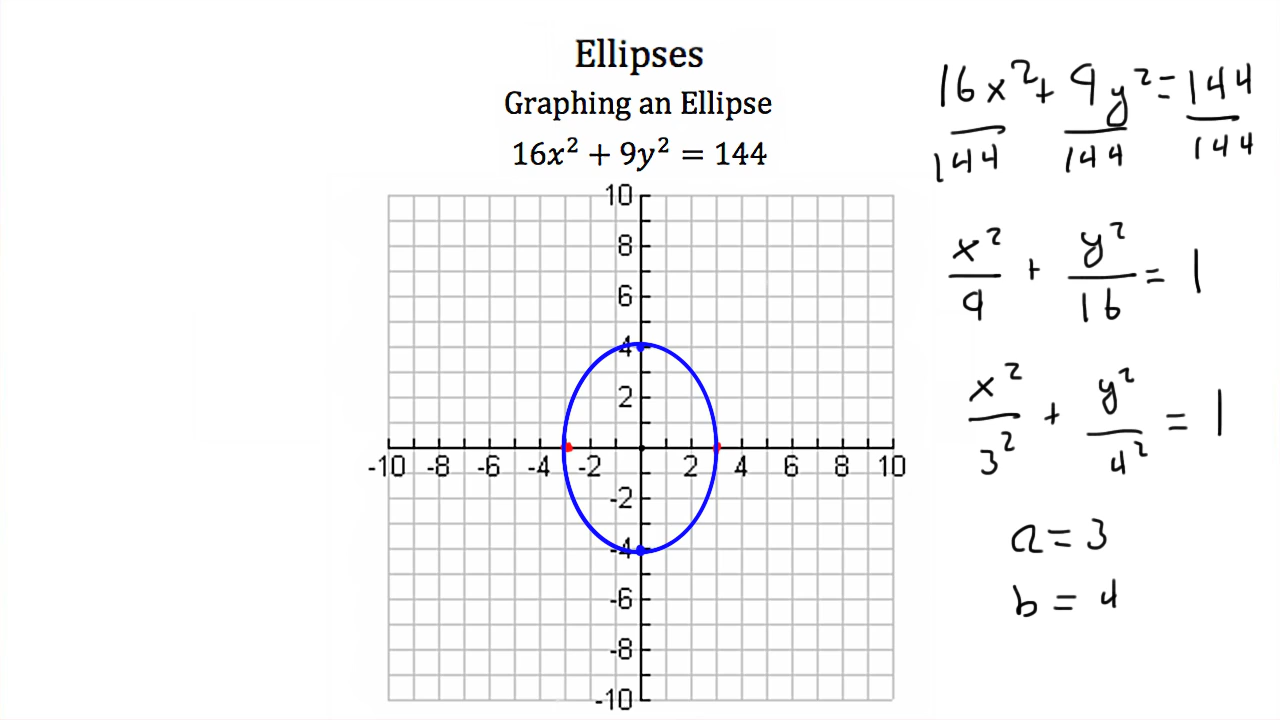 Ellipses
Graphing an Ellipse
16x² + 9y² = 144
10
8
6
4
2
-10 -8 -6 -4 -2 2 4 6 8 10
-2
-4
-6
-8
-10
16x² + 9y² = 144
144 144 144
x² + y² = 1
9 16
x² + y² = 1
3² 4²
a = 3
b = 4